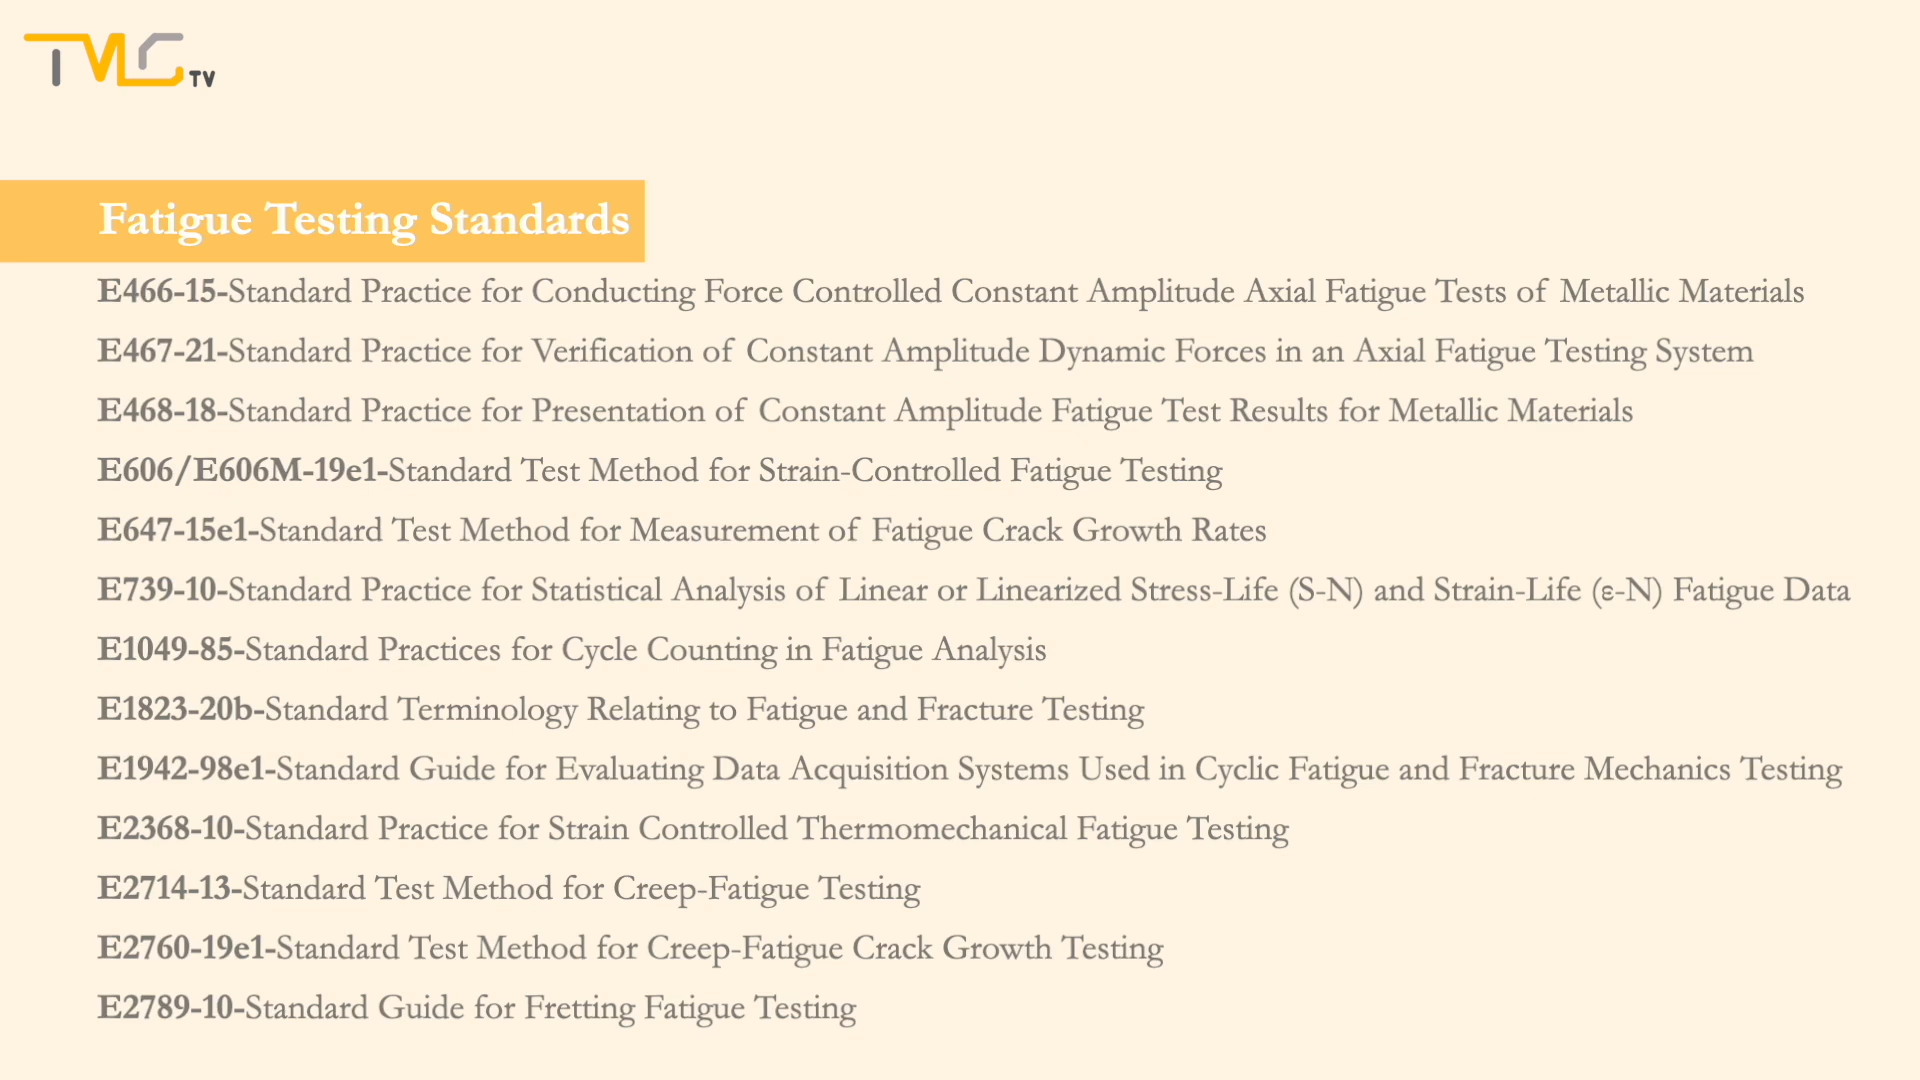 TMC TV
Fatigue Testing Standards
E466-15-Standard Practice for Conducting Force Controlled Constant Amplitude Axial Fatigue Tests of Metallic Materials
E467-21-Standard Practice for Verification of Constant Amplitude Dynamic Forces in an Axial Fatigue Testing System
E468-18-Standard Practice for Presentation of Constant Amplitude Fatigue Test Results for Metallic Materials
E606/E606M-19e1-Standard Test Method for Strain-Controlled Fatigue Testing
E647-15e1-Standard Test Method for Measurement of Fatigue Crack Growth Rates
E739-10-Standard Practice for Statistical Analysis of Linear or Linearized Stress-Life (S-N) and Strain-Life (ε-N) Fatigue Data
E1049-85-Standard Practices for Cycle Counting in Fatigue Analysis
E1823-20b-Standard Terminology Relating to Fatigue and Fracture Testing
E1942-98e1-Standard Guide for Evaluating Data Acquisition Systems Used in Cyclic Fatigue and Fracture Mechanics Testing
E2368-10-Standard Practice for Strain Controlled Thermomechanical Fatigue Testing
E2714-13-Standard Test Method for Creep-Fatigue Testing
E2760-19e1-Standard Test Method for Creep-Fatigue Crack Growth Testing
E2789-10-Standard Guide for Fretting Fatigue Testing